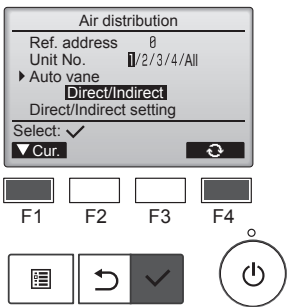 Air distribution
Ref. address 0
Unit No. 1/2/3/4/All
Auto vane
Direct/Indirect
Direct/Indirect setting
Select:
Cur.
F1 F2 F3 F4